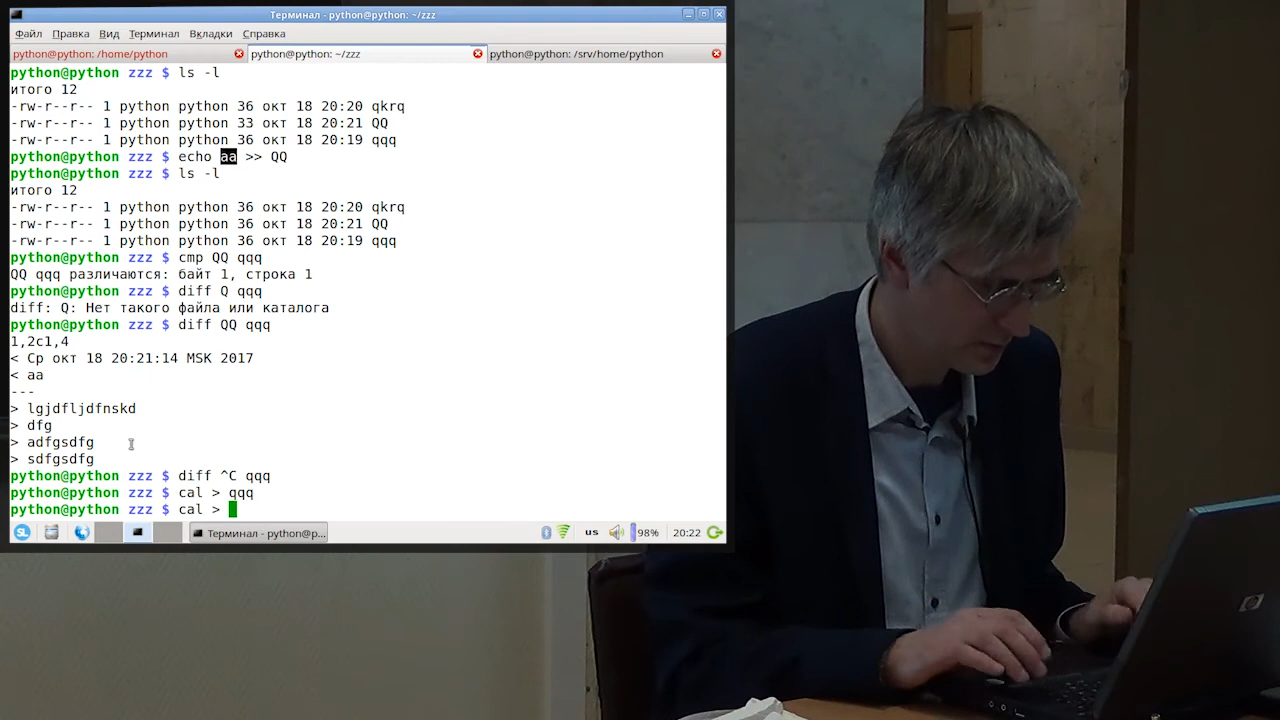 Терминал - python@python: ~/zzz
Файл Правка Вид Терминал Вкладки Справка
python@python: /home/python python@python: ~/zzz python@python: /srv/home/python
python@python zzz $ ls -l
итого 12
-rw-r--r-- 1 python python 36 окт 18 20:20 qkrq
-rw-r--r-- 1 python python 33 окт 18 20:21 QQ
-rw-r--r-- 1 python python 36 окт 18 20:19 qqq
python@python zzz $ echo aa >> QQ
python@python zzz $ ls -l
итого 12
-rw-r--r-- 1 python python 36 окт 18 20:20 qkrq
-rw-r--r-- 1 python python 36 окт 18 20:21 QQ
-rw-r--r-- 1 python python 36 окт 18 20:19 qqq
python@python zzz $ cmp QQ qqq
QQ qqq различаются: байт 1, строка 1
python@python zzz $ diff Q qqq
diff: Q: Нет такого файла или каталога
python@python zzz $ diff QQ qqq
1,2c1,4
< Ср окт 18 20:21:14 MSK 2017
< aa
---
> lgjdfljdfnskd
> dfg
> adfgsdfg
> sdfgsdfg
python@python zzz $ diff ^C qqq
python@python zzz $ cal > qqq
python@python zzz $ cal >
Терминал - python@p... us 98% 20:22